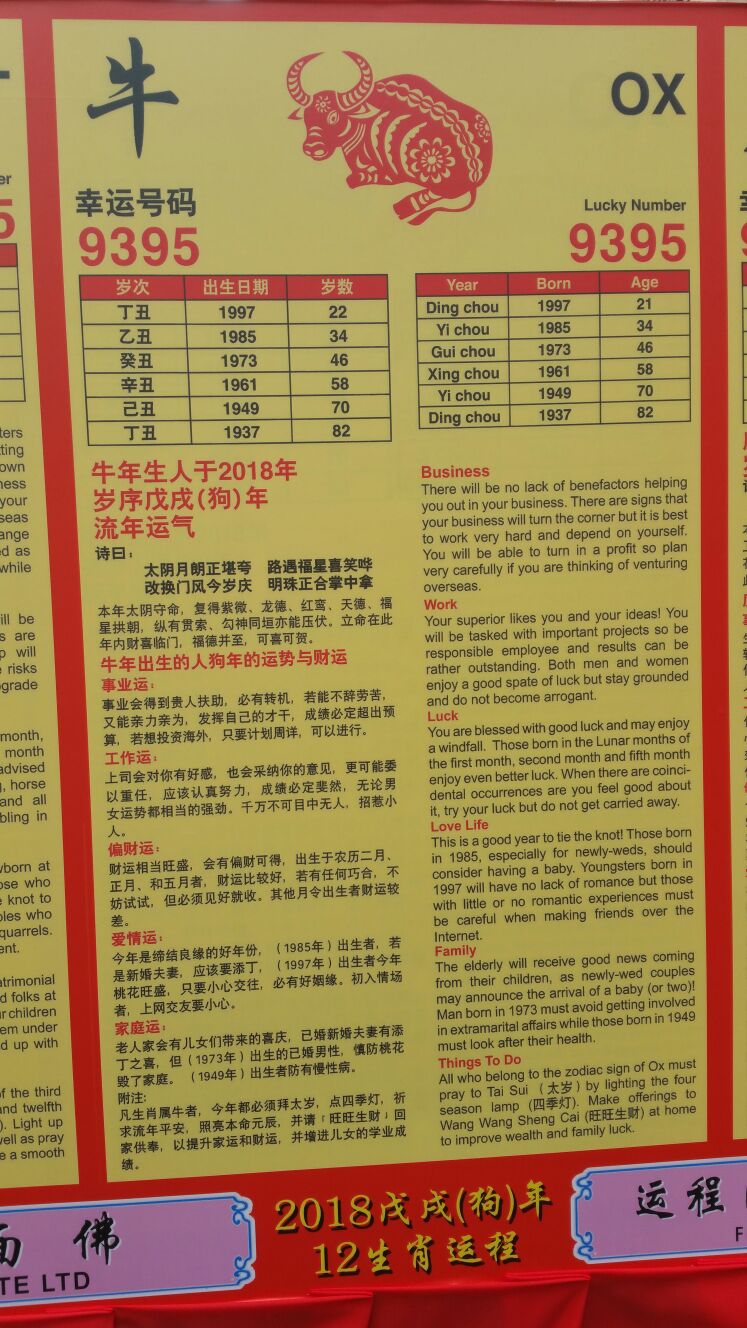 牛
OX
幸运号码
9395
Lucky Number
9395
岁次 出生日期 岁数
丁丑 1997 22
乙丑 1985 34
癸丑 1973 46
辛丑 1961 58
己丑 1949 70
丁丑 1937 82
Year Born Age
Ding chou 1997 21
Yi chou 1985 34
Gui chou 1973 46
Xing chou 1961 58
Yi chou 1949 70
Ding chou 1937 82
牛年生人于2018年
岁序戊戌(狗)年
流年运气
诗曰：
太阴月朗正堪夸 路遇福星喜笑哗
改换门风今岁庆 明珠正合掌中拿
本年太阴守命，复得紫微、龙德、红鸾、天德、福
星拱朝，纵有贯索、勾神同垣亦能压伏。立命在此
年内财喜临门，福德并至，可喜可贺。
牛年出生的人狗年的运势与财运
事业运：
事业会得到贵人扶助，必有转机，若能不辞劳苦，
又能亲力亲为，发挥自己的才干，成绩必定超出预
算，若想投资海外，只要计划周详，可以进行。
工作运：
上司会对你有好感，也会采纳你的意见，更可能委
以重任，应该认真努力，成绩必定斐然，无论男
女运势都相当的强劲。千万不可目中无人，招惹小
人。
偏财运：
财运相当旺盛，会有偏财可得，出生于农历二月、
正月、和五月者，财运比较好，若有任何巧合，不
妨试试，但必须见好就收。其他月令出生者财运较
差。
爱情运：
今年是缔结良缘的好年份，（1985年）出生者，若
是新婚夫妻，应该要添丁，（1997年）出生者今年
桃花旺盛，只要小心交往，必有好姻缘。初入情场
者，上网交友要小心。
家庭运：
老人家会有儿女们带来的喜庆，已婚新婚夫妻有添
丁之喜，但（1973年）出生的已婚男性，慎防桃花
毁了家庭。（1949年）出生者防有慢性病。
附注：
凡生肖属牛者，今年都必须拜太岁，点四季灯，祈
求流年平安，照亮本命元辰，并请「旺旺生财」回
家供奉，以提升家运和财运，并增进儿女的学业成
绩。
Business
There will be no lack of benefactors helping
you out in your business. There are signs that
your business will turn the corner but it is best
to work very hard and depend on yourself.
You will be able to turn in a profit so plan
very carefully if you are thinking of venturing
overseas.
Work
Your superior likes you and your ideas! You
will be tasked with important projects so be
responsible employee and results can be
rather outstanding. Both men and women
enjoy a good spate of luck but stay grounded
and do not become arrogant.
Luck
You are blessed with good luck and may enjoy
a windfall. Those born in the Lunar months of
the first month, second month and fifth month
enjoy even better luck. When there are coinci-
dental occurrences are you feel good about
it, try your luck but do not get carried away.
Love Life
This is a good year to tie the knot! Those born
in 1985, especially for newly-weds, should
consider having a baby. Youngsters born in
1997 will have no lack of romance but those
with little or no romantic experiences must
be careful when making friends over the
Internet.
Family
The elderly will receive good news coming
from their children, as newly-wed couples
may announce the arrival of a baby (or two)!
Man born in 1973 must avoid getting involved
in extramarital affairs while those born in 1949
must look after their health.
Things To Do
All who belong to the zodiac sign of Ox must
pray to Tai Sui （太岁）by lighting the four
season lamp (四季灯). Make offerings to
Wang Wang Sheng Cai (旺旺生财) at home
to improve wealth and family luck.
month,
month
advised
horse
and all
bling in
quarrels.
atrimonial
d folks at
children
em under
d up with
of the third
and twelfth
Light up
well as pray
e a smooth
佛
TE LTD
2018戊戌(狗)年
12生肖运程
运程
F